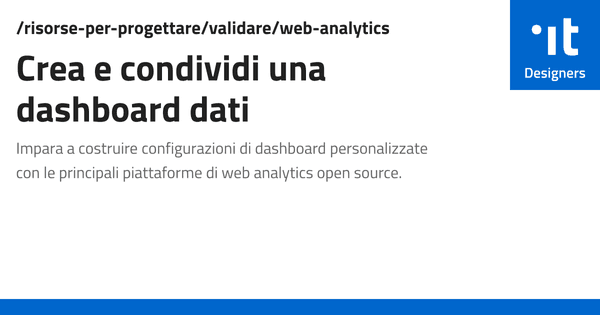 /risorse-per-progettare/validare/web-analytics
Crea e condividi una
dashboard dati
Impara a costruire configurazioni di dashboard personalizzate
con le principali piattaforme di web analytics open source.
it
Designers